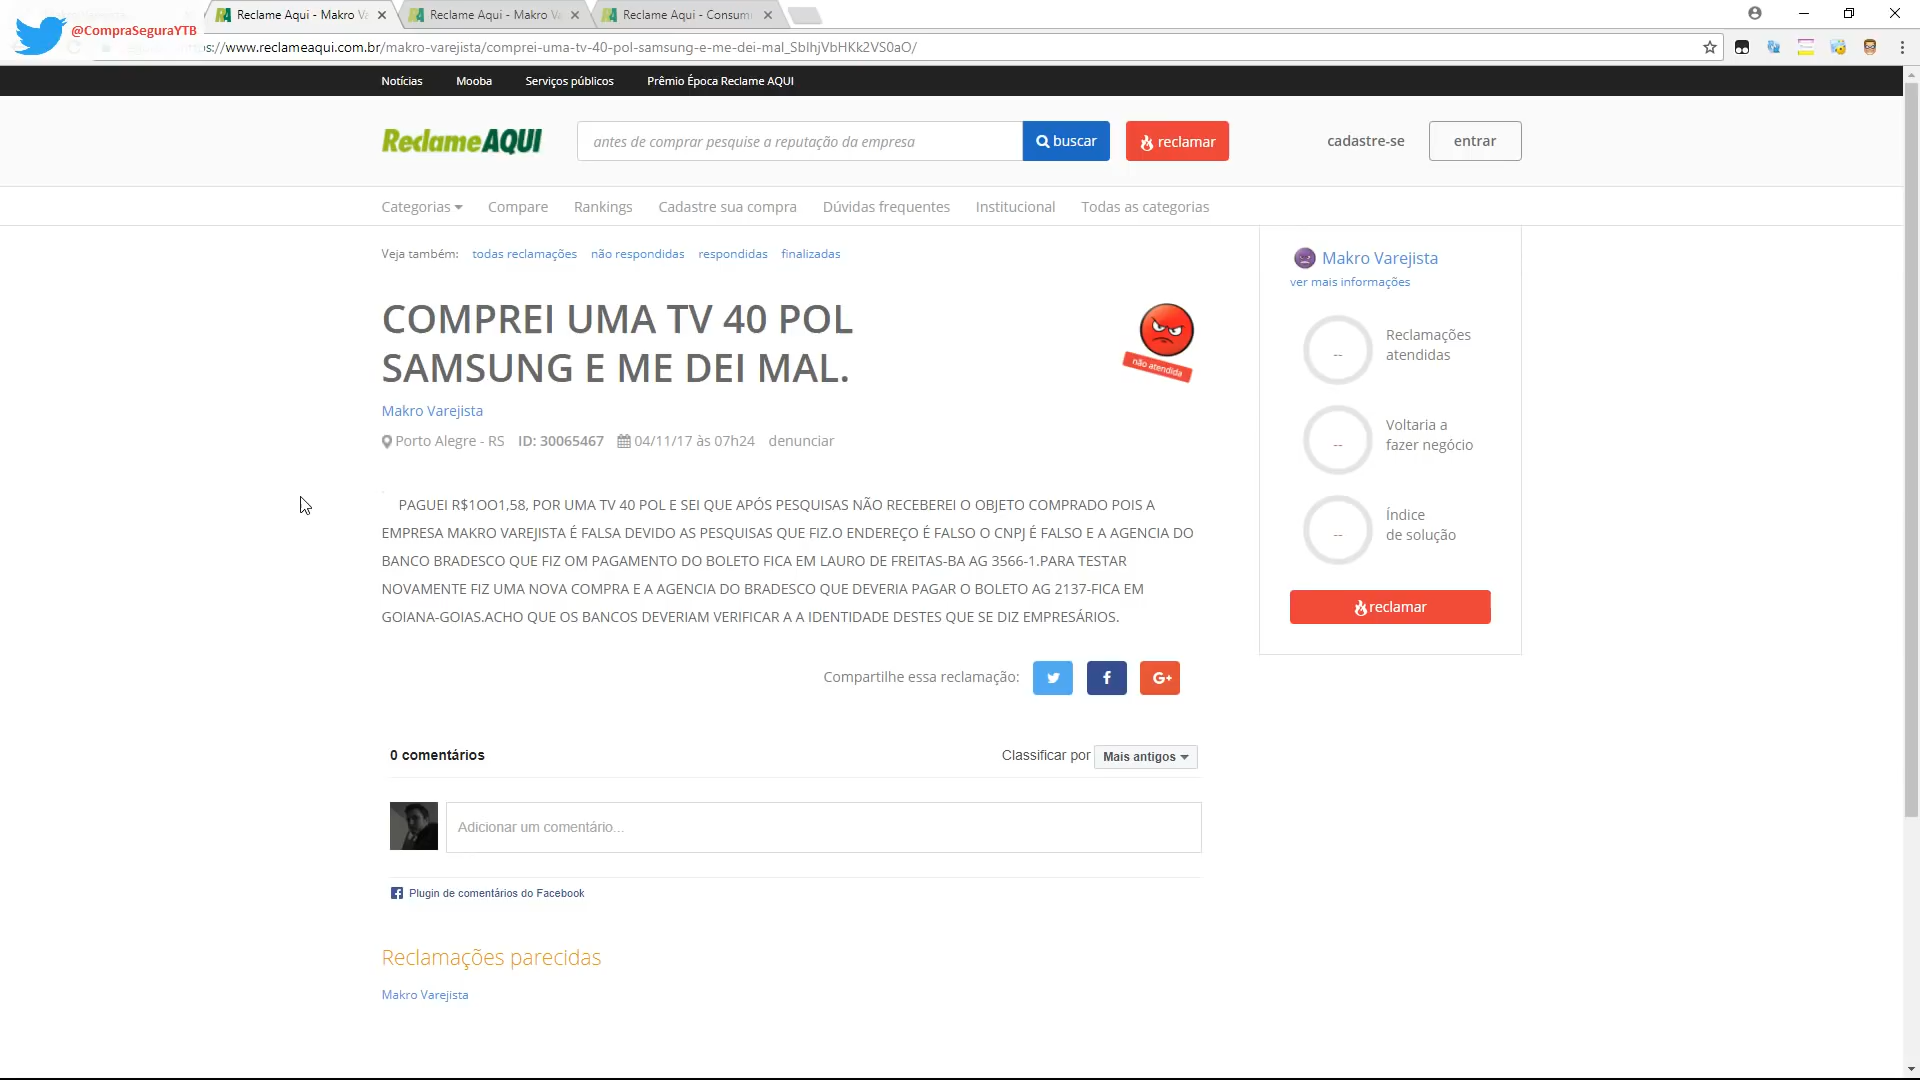 Reclame Aqui - Makro Va
Reclame Aqui - Makro Va
Reclame Aqui - Consum
@CompraSeguraYTB
https://www.reclameaqui.com.br/makro-varejista/comprei-uma-tv-40-pol-samsung-e-me-dei-mal_SbIhjVbHKk2VS0aO/
Notícias Mooba Serviços públicos Prêmio Época Reclame AQUI
ReclameAQUI
antes de comprar pesquise a reputação da empresa
buscar
reclamar
cadastre-se
entrar
Categorias Compare Rankings Cadastre sua compra Dúvidas frequentes Institucional Todas as categorias
Veja também: todas reclamações não respondidas respondidas finalizadas
COMPREI UMA TV 40 POL
SAMSUNG E ME DEI MAL.
não atendida
Makro Varejista
Porto Alegre - RS ID: 30065467 04/11/17 às 07h24 denunciar
PAGUEI R$1OO1,58, POR UMA TV 40 POL E SEI QUE APÓS PESQUISAS NÃO RECEBEREI O OBJETO COMPRADO POIS A
EMPRESA MAKRO VAREJISTA É FALSA DEVIDO AS PESQUISAS QUE FIZ.O ENDEREÇO É FALSO O CNPJ É FALSO E A AGENCIA DO
BANCO BRADESCO QUE FIZ OM PAGAMENTO DO BOLETO FICA EM LAURO DE FREITAS-BA AG 3566-1.PARA TESTAR
NOVAMENTE FIZ UMA NOVA COMPRA E A AGENCIA DO BRADESCO QUE DEVERIA PAGAR O BOLETO AG 2137-FICA EM
GOIANA-GOIAS.ACHO QUE OS BANCOS DEVERIAM VERIFICAR A A IDENTIDADE DESTES QUE SE DIZ EMPRESÁRIOS.
Compartilhe essa reclamação:
G+
0 comentários
Classificar por Mais antigos
Adicionar um comentário...
Plugin de comentários do Facebook
Reclamações parecidas
Makro Varejista
Makro Varejista
ver mais informações
-- Reclamações
atendidas
-- Voltaria a
fazer negócio
-- Índice
de solução
reclamar